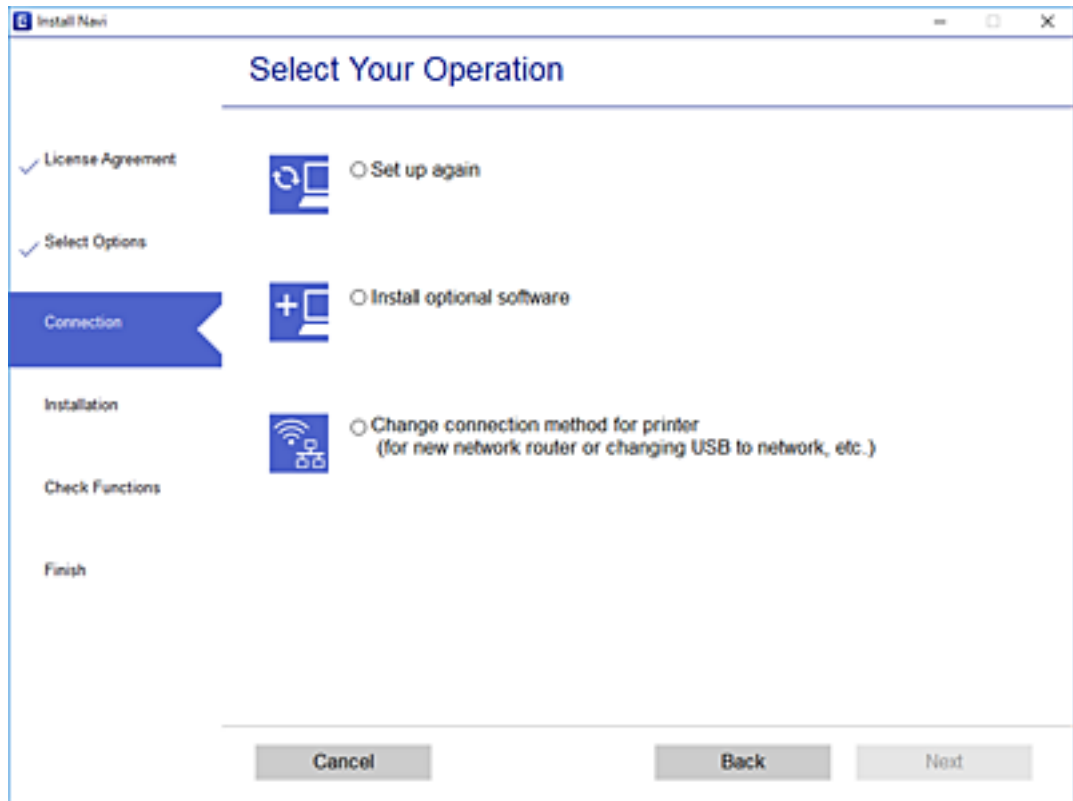 Install Navi
Select Your Operation
License Agreement
Select Options
Connection
Installation
Check Functions
Finish
Set up again
Install optional software
Change connection method for printer
(for new network router or changing USB to network, etc.)
Cancel
Back
Next